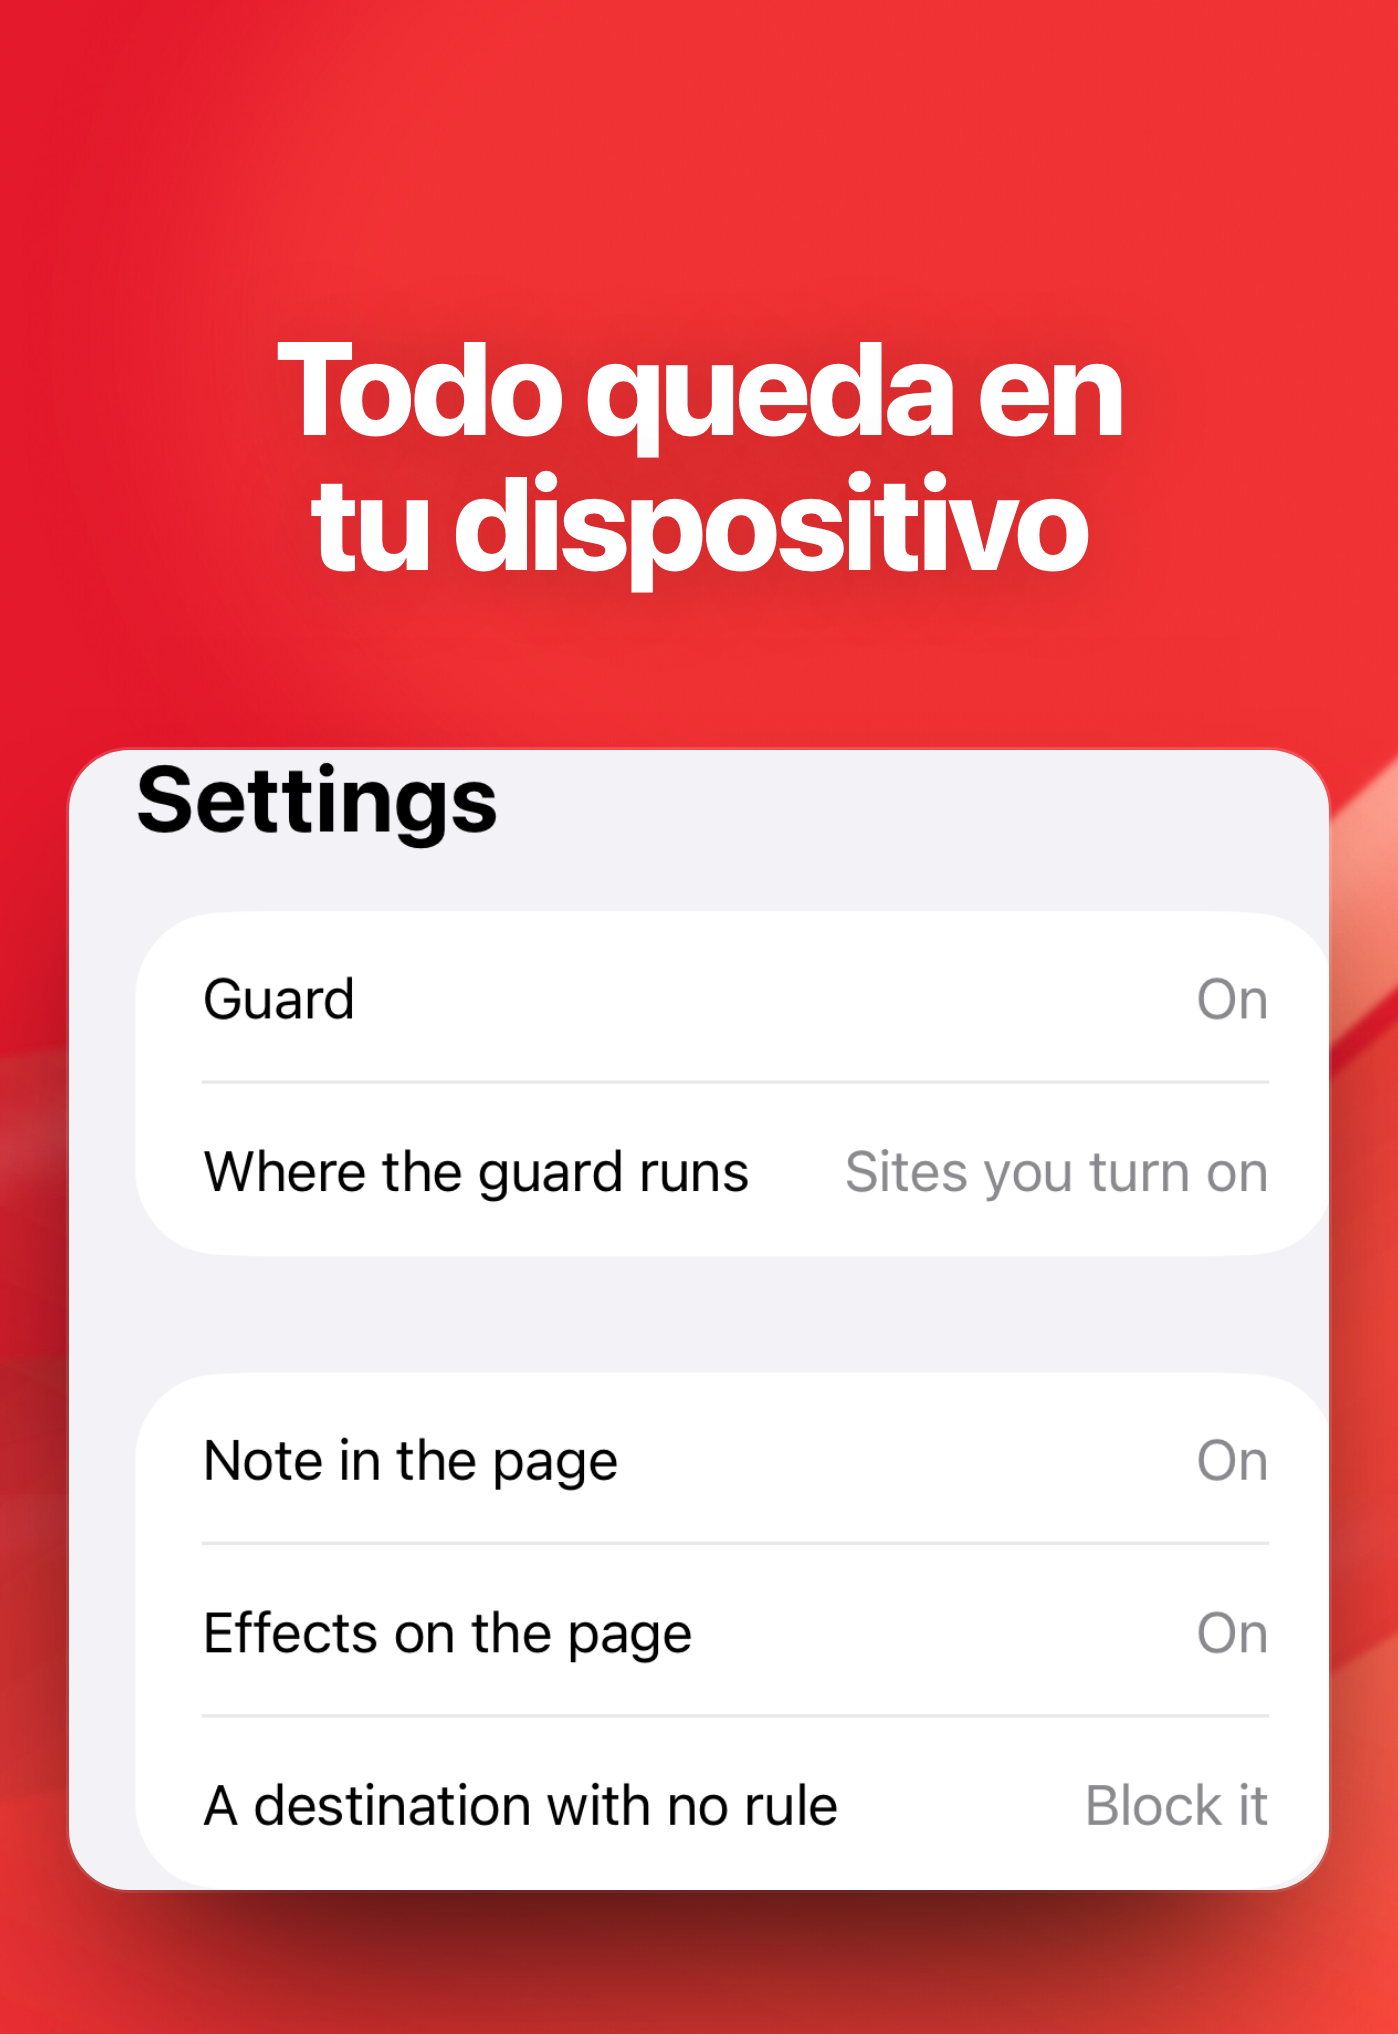 Todo queda en
tu dispositivo
Settings
Guard On
Where the guard runs Sites you turn on
Note in the page On
Effects on the page On
A destination with no rule Block it